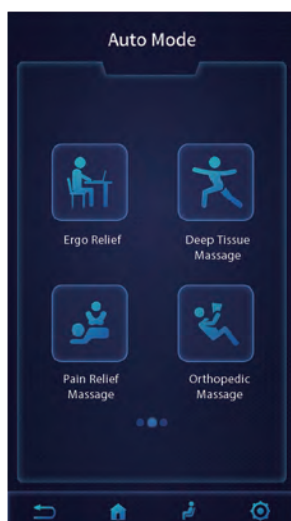 Auto Mode
Ergo Relief
Deep Tissue
Massage
Pain Relief
Massage
Orthopedic
Massage